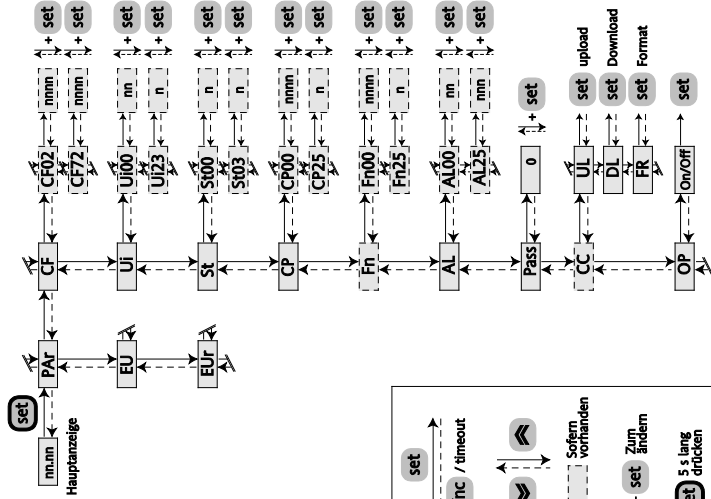 nn.nn
Hauptanzeige
set
PAr
EU
EUr
CF
CF02
nnnn
+ set
CF72
nnnn
+ set
Ui
Ui00
nn
+ set
Ui23
n
+ set
St
St00
n
+ set
St03
n
+ set
CP
CP00
nnnn
+ set
CP25
n
+ set
Fn
Fn00
nnnn
+ set
Fn25
n
+ set
AL
AL00
nn
+ set
AL25
nnn
+ set
Pass
0
+ set
CC
UL
set
upload
DL
set
Download
FR
set
Format
OP
On/Off
set
set
/ timeout
Sofern
vorhanden
set
Zum
ändern
5 s lang
drücken